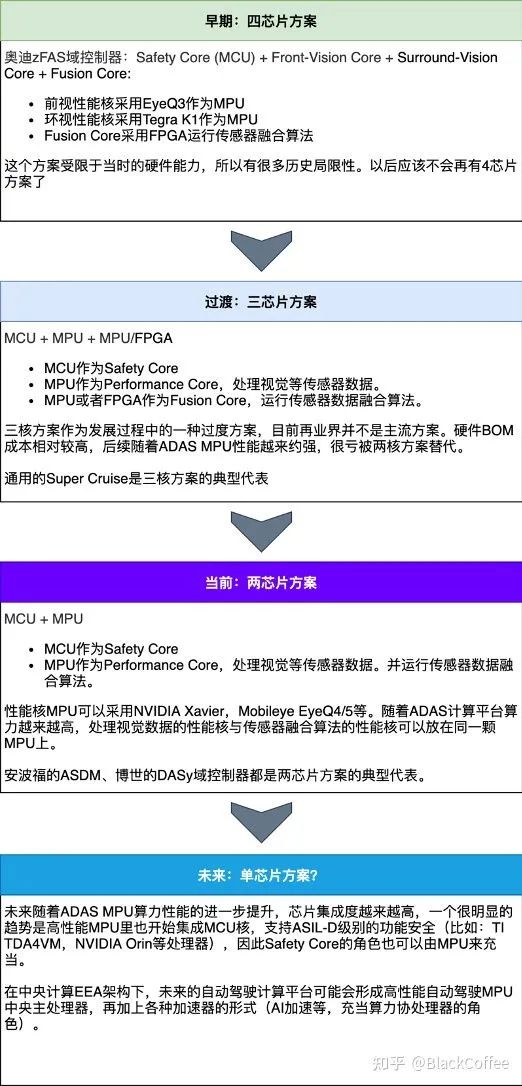 早期：四芯片方案
奥迪zFAS域控制器：Safety Core (MCU) + Front-Vision Core + Surround-Vision
Core + Fusion Core:
• 前视性能核采用EyeQ3作为MPU
• 环视性能核采用Tegra K1作为MPU
• Fusion Core采用FPGA运行传感器融合算法
这个方案受限于当时的硬件能力，所以有很多历史局限性。以后应该不会再有4芯片
方案了
过渡：三芯片方案
MCU + MPU + MPU/FPGA
• MCU作为Safety Core
• MPU作为Performance Core，处理视觉等传感器数据。
• MPU或者FPGA作为Fusion Core，运行传感器数据融合算法。
三核方案作为发展过程中的一种过度方案，目前再业界并不是主流方案。硬件BOM
成本相对较高，后续随着ADAS MPU性能越来约强，很亏被两核方案替代。
通用的Super Cruise是三核方案的典型代表
当前：两芯片方案
MCU + MPU
• MCU作为Safety Core
• MPU作为Performance Core，处理视觉等传感器数据。并运行传感器数据融
合算法。
性能核MPU可以采用NVIDIA Xavier，Mobileye EyeQ4/5等。随着ADAS计算平台算
力越来越高，处理视觉数据的性能核与传感器融合算法的性能核可以放在同一颗
MPU上。
安波福的ASDM、博世的DASy域控制器都是两芯片方案的典型代表。
未来：单芯片方案？
未来随着ADAS MPU算力性能的进一步提升，芯片集成度越来越高，一个很明显的
趋势是高性能MPU里也开始集成MCU核，支持ASIL-D级别的功能安全（比如：TI
TDA4VM，NVIDIA Orin等处理器），因此Safety Core的角色也可以由MPU来充
当。
在中央计算EEA架构下，未来的自动驾驶计算平台可能会形成高性能自动驾驶MPU
中央主处理器，再加上各种加速器的形式（AI加速等，充当算力协处理器的角
色）。
知乎 @BlackCoffee